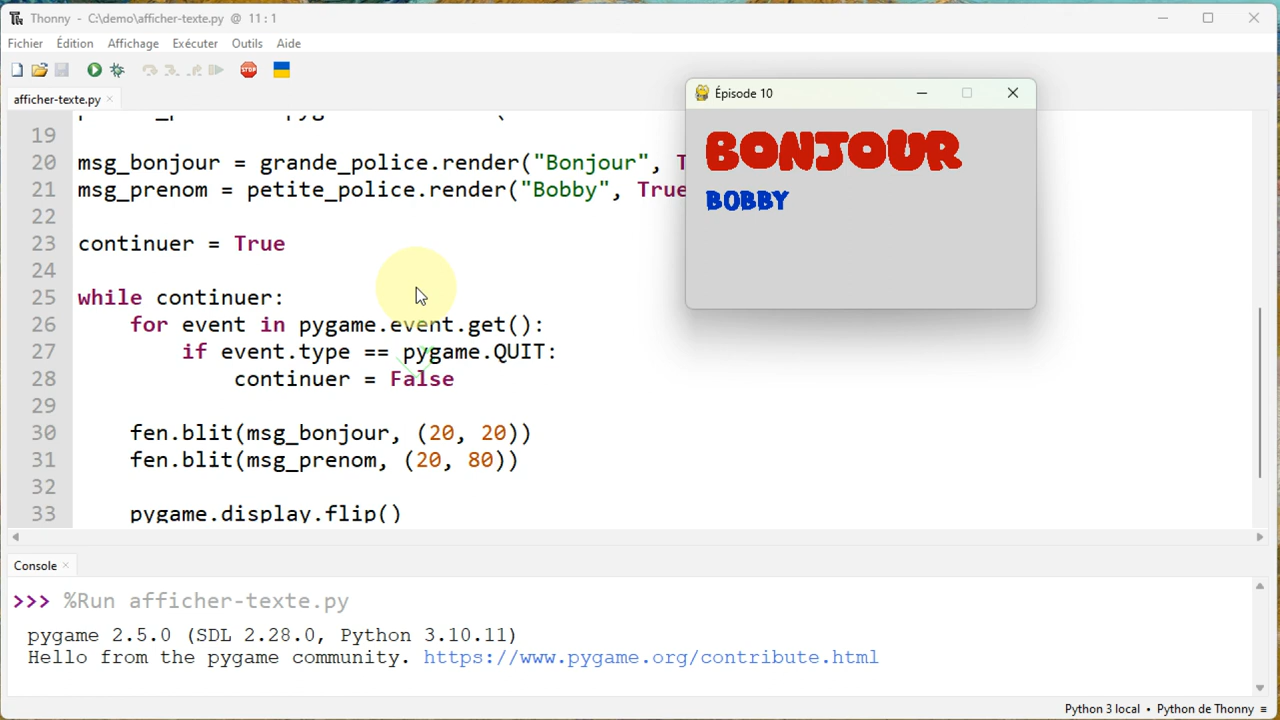 Thonny - C:\demo\afficher-texte.py @ 11 : 1
Fichier Édition Affichage Exécuter Outils Aide
STOP
afficher-texte.py ×
19
20 msg_bonjour = grande_police.render("Bonjour", T
21 msg_prenom = petite_police.render("Bobby", True
22
23 continuer = True
24
25 while continuer:
26 for event in pygame.event.get():
27 if event.type == pygame.QUIT:
28 continuer = False
29
30 fen.blit(msg_bonjour, (20, 20))
31 fen.blit(msg_prenom, (20, 80))
32
33 pygame.display.flip()
Épisode 10
BONJOUR
BOBBY
Console ×
>>> %Run afficher-texte.py
pygame 2.5.0 (SDL 2.28.0, Python 3.10.11)
Hello from the pygame community. https://www.pygame.org/contribute.html
Python 3 local • Python de Thonny ≡